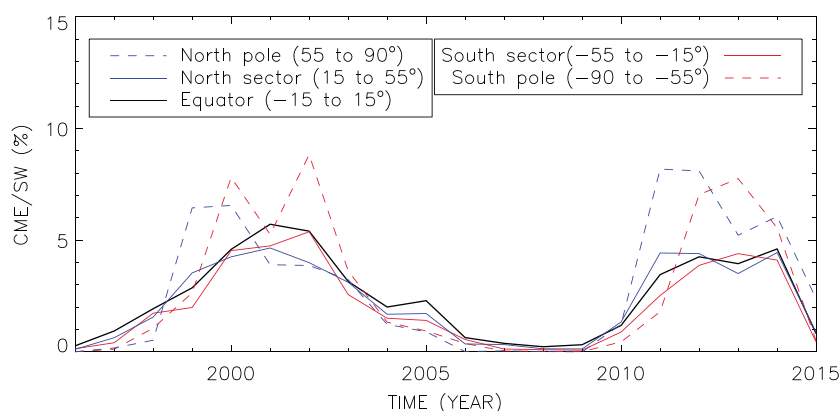 15
North pole (55 to 90°)
North sector (15 to 55°)
Equator (−15 to 15°)
South sector(−55 to −15°)
South pole (−90 to −55°)
10
5
0
CME/SW (%)
2000 2005 2010 2015
TIME (YEAR)